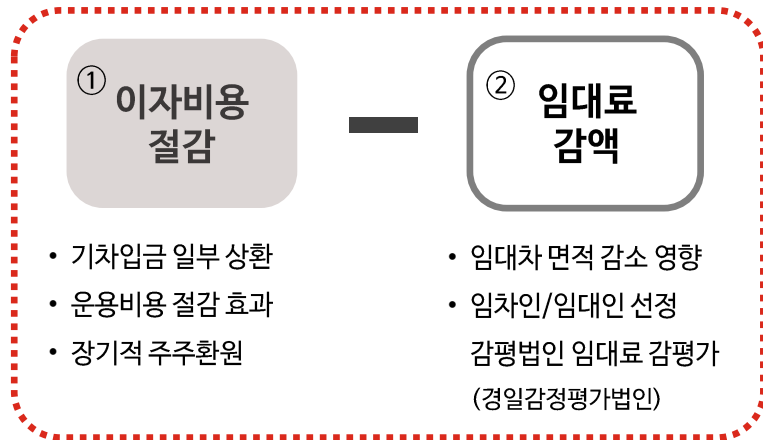 ①
이자비용
절감
②
임대료
감액
• 기차입금 일부 상환
• 운용비용 절감 효과
• 장기적 주주환원
• 임대차 면적 감소 영향
• 임차인/임대인 선정
감평법인 임대료 감평가
(경일감정평가법인)